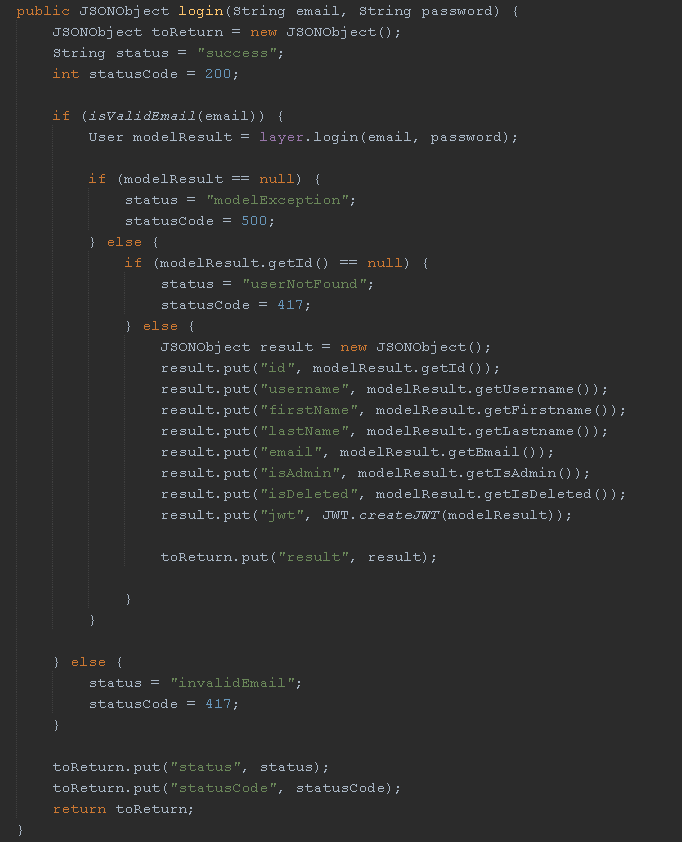 public JSONObject login(String email, String password) {
    JSONObject toReturn = new JSONObject();
    String status = "success";
    int statusCode = 200;

    if (isValidEmail(email)) {
        User modelResult = layer.login(email, password);

        if (modelResult == null) {
            status = "modelException";
            statusCode = 500;
        } else {
            if (modelResult.getId() == null) {
                status = "userNotFound";
                statusCode = 417;
            } else {
                JSONObject result = new JSONObject();
                result.put("id", modelResult.getId());
                result.put("username", modelResult.getUsername());
                result.put("firstName", modelResult.getFirstname());
                result.put("lastName", modelResult.getLastname());
                result.put("email", modelResult.getEmail());
                result.put("isAdmin", modelResult.getIsAdmin());
                result.put("isDeleted", modelResult.getIsDeleted());
                result.put("jwt", JWT.createJWT(modelResult));

                toReturn.put("result", result);

            }
        }

    } else {
        status = "invalidEmail";
        statusCode = 417;
    }

    toReturn.put("status", status);
    toReturn.put("statusCode", statusCode);
    return toReturn;
}